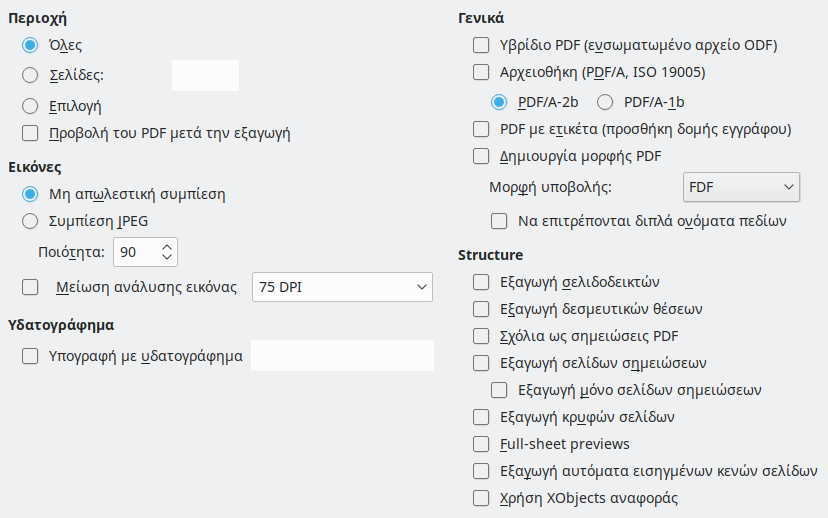 Περιοχή
Όλες
Σελίδες:
Επιλογή
Προβολή του PDF μετά την εξαγωγή
Εικόνες
Μη απωλεστική συμπίεση
Συμπίεση JPEG
Ποιότητα: 90
Μείωση ανάλυσης εικόνας 75 DPI
Υδατογράφημα
Υπογραφή με υδατογράφημα
Γενικά
Υβρίδιο PDF (ενσωματωμένο αρχείο ODF)
Αρχειοθήκη (PDF/A, ISO 19005)
PDF/A-2b PDF/A-1b
PDF με ετικέτα (προσθήκη δομής εγγράφου)
Δημιουργία μορφής PDF
Μορφή υποβολής: FDF
Να επιτρέπονται διπλά ονόματα πεδίων
Structure
Εξαγωγή σελιδοδεικτών
Εξαγωγή δεσμευτικών θέσεων
Σχόλια ως σημειώσεις PDF
Εξαγωγή σελίδων σημειώσεων
Εξαγωγή μόνο σελίδων σημειώσεων
Εξαγωγή κρυφών σελίδων
Full-sheet previews
Εξαγωγή αυτόματα εισηγμένων κενών σελίδων
Χρήση XObjects αναφοράς